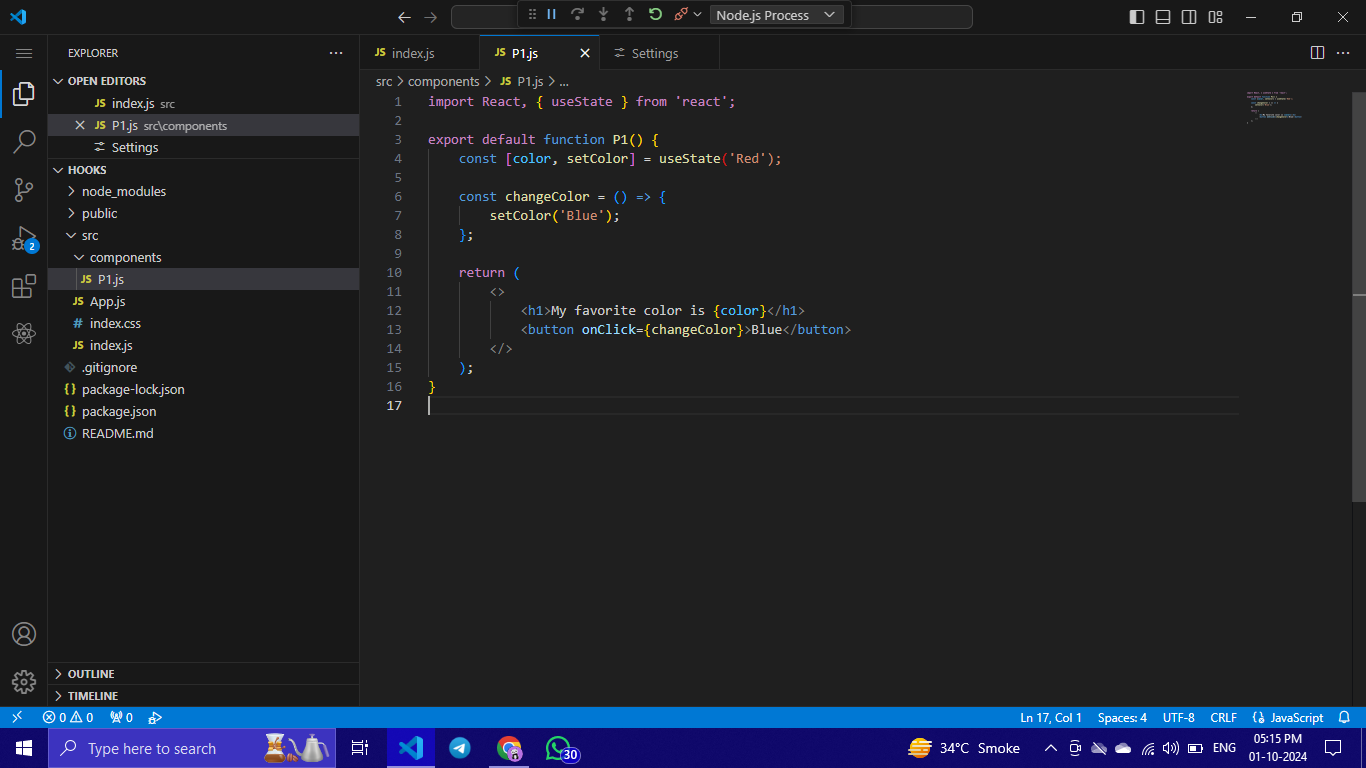 Node.js Process
EXPLORER
OPEN EDITORS
JS index.js src
JS P1.js src\components
Settings
HOOKS
node_modules
public
src
components
JS P1.js
JS App.js
# index.css
JS index.js
.gitignore
{} package-lock.json
{} package.json
README.md
OUTLINE
TIMELINE
2
JS index.js
JS P1.js
Settings
src > components > JS P1.js > ...
1 import React, { useState } from 'react';
2
3 export default function P1() {
4 const [color, setColor] = useState('Red');
5
6 const changeColor = () => {
7 setColor('Blue');
8 };
9
10 return (
11 <>
12 <h1>My favorite color is {color}</h1>
13 <button onClick={changeColor}>Blue</button>
14 </>
15 );
16 }
17
0 0 0
Ln 17, Col 1 Spaces: 4 UTF-8 CRLF {} JavaScript
Type here to search
30
34°C Smoke
ENG
05:15 PM
01-10-2024